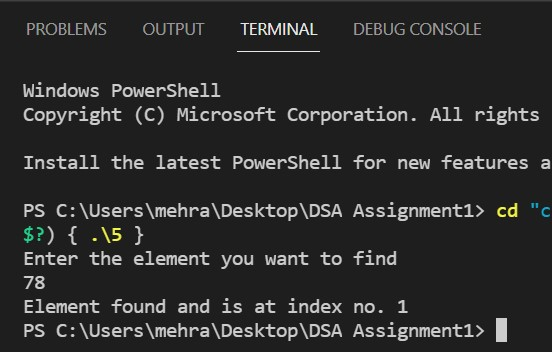 PROBLEMS OUTPUT TERMINAL DEBUG CONSOLE
Windows PowerShell
Copyright (C) Microsoft Corporation. All rights
Install the latest PowerShell for new features a
PS C:\Users\mehra\Desktop\DSA Assignment1> cd "c
$?) { .\5 }
Enter the element you want to find
78
Element found and is at index no. 1
PS C:\Users\mehra\Desktop\DSA Assignment1>